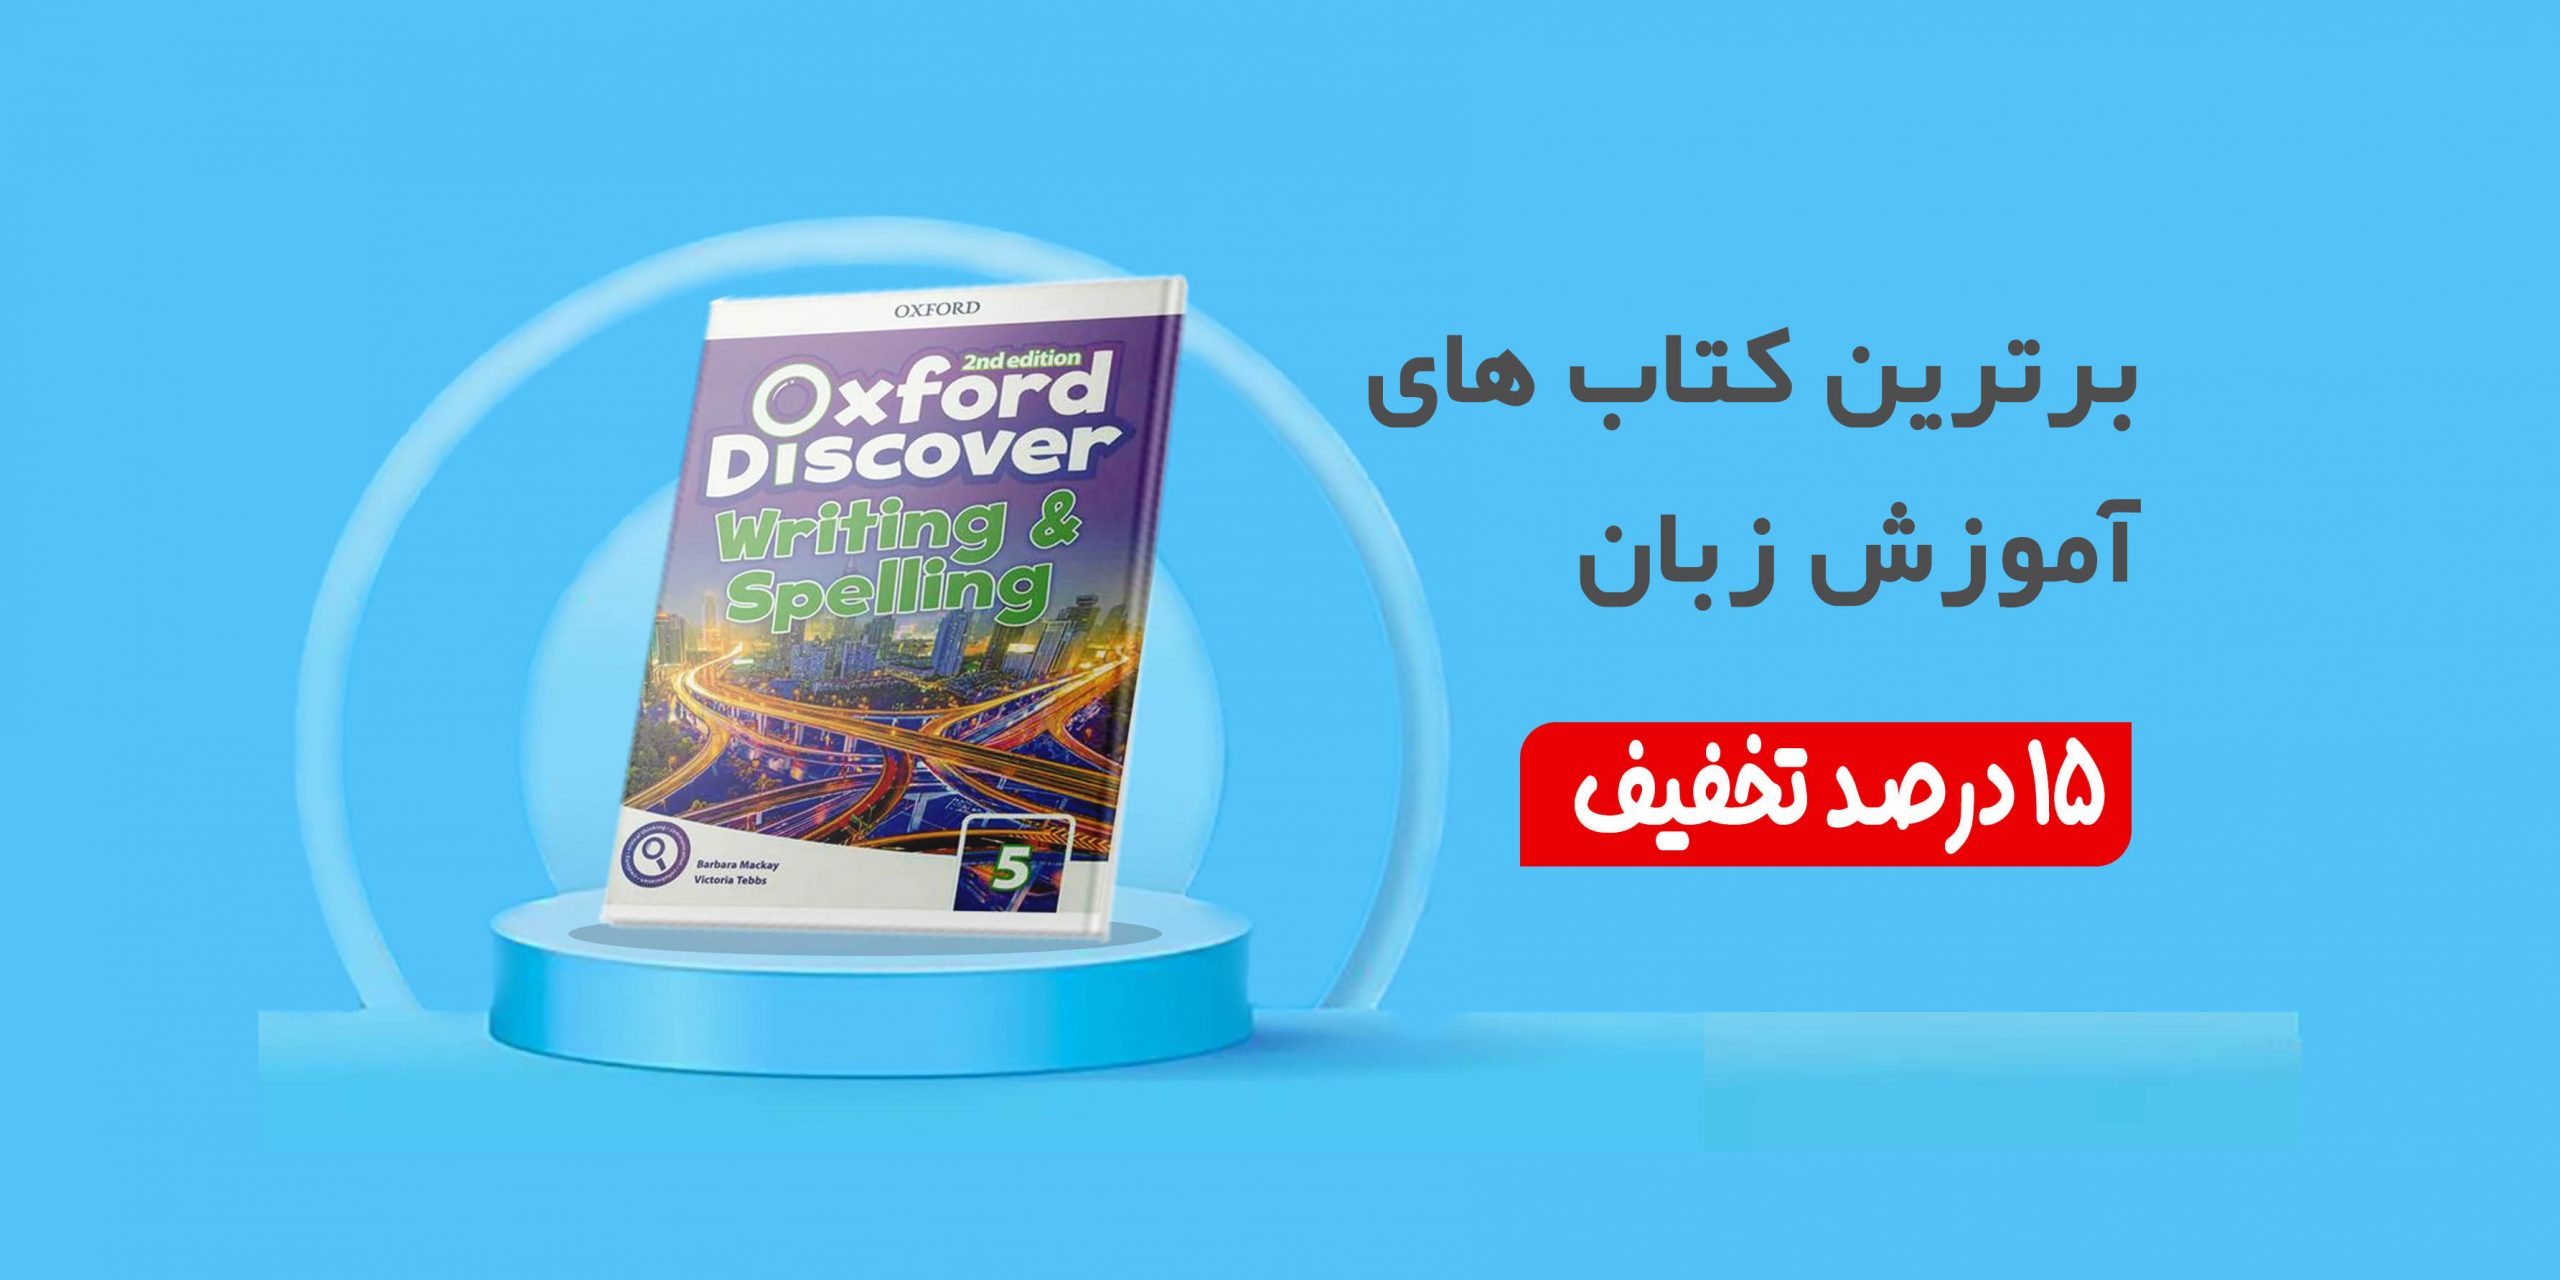 برترین کتاب های
آموزش زبان
۱۵ درصد تخفیف
OXFORD
2nd edition
Oxford
Discover
Writing &
Spelling
Barbara Mackay
Victoria Tebbs
5